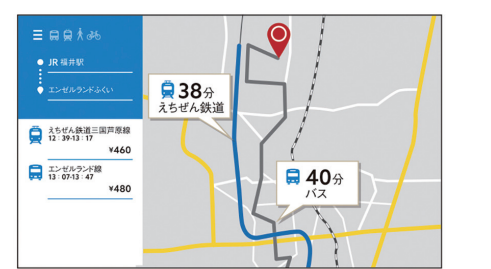 JR 福井駅
エンゼルランドふくい
えちぜん鉄道三国芦原線
12:39-13:17
¥460
エンゼルランド線
13:07-13:47
¥480
38分
えちぜん鉄道
40分
バス